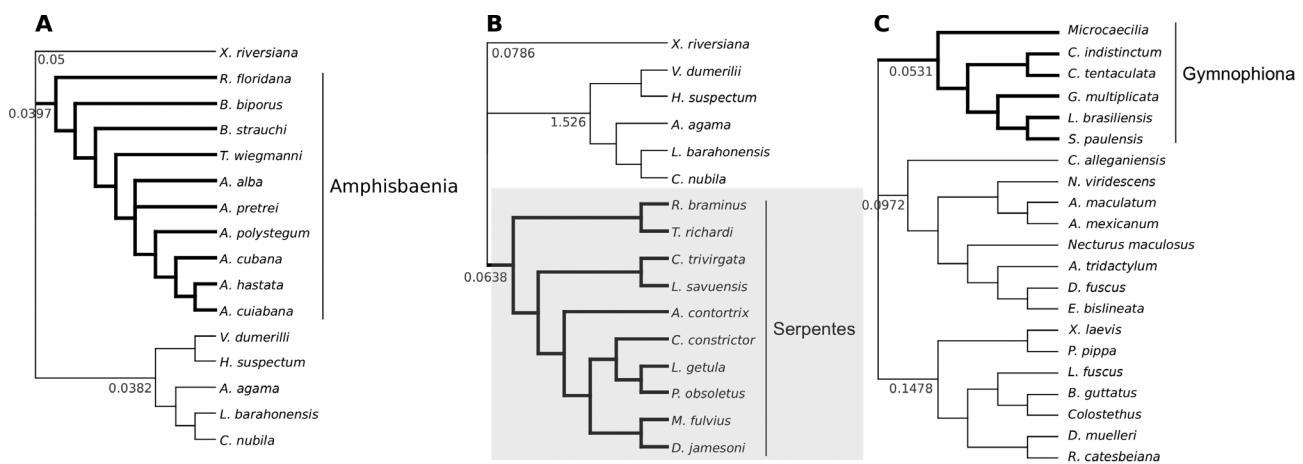 A
X. riversiana
0.05
R. floridana
0.0397
B. biporus
B. strauchi
T. wiegmanni
A. alba
Amphisbaenia
A. pretrei
A. polystegum
A. cubana
A. hastata
A. cuiabana
V. dumerilli
H. suspectum
0.0382
A. agama
L. barahonensis
C. nubila
B
X. riversiana
0.0786
V. dumerilii
H. suspectum
1.526
A. agama
L. barahonensis
C. nubila
R. braminus
T. richardi
0.0638
C. trivirgata
L. savuensis
A. contortrix
Serpentes
C. constrictor
L. getula
P. obsoletus
M. fulvius
D. jamesoni
C
Microcaecilia
C. indistinctum
0.0531
C. tentaculata
Gymnophiona
G. multiplicata
L. brasiliensis
S. paulensis
C. alleganiensis
N. viridescens
0.0972
A. maculatum
A. mexicanum
Necturus maculosus
A. tridactylum
D. fuscus
E. bislineata
X. laevis
P. pippa
L. fuscus
0.1478
B. guttatus
Colostethus
D. muelleri
R. catesbeiana